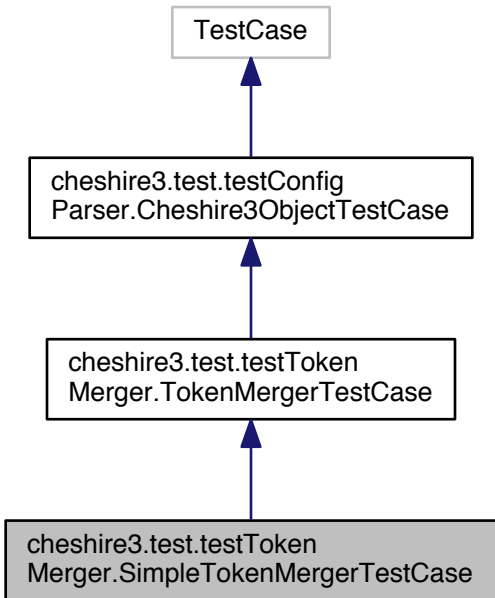 TestCase
cheshire3.test.testConfig
Parser.Cheshire3ObjectTestCase
cheshire3.test.testToken
Merger.TokenMergerTestCase
cheshire3.test.testToken
Merger.SimpleTokenMergerTestCase